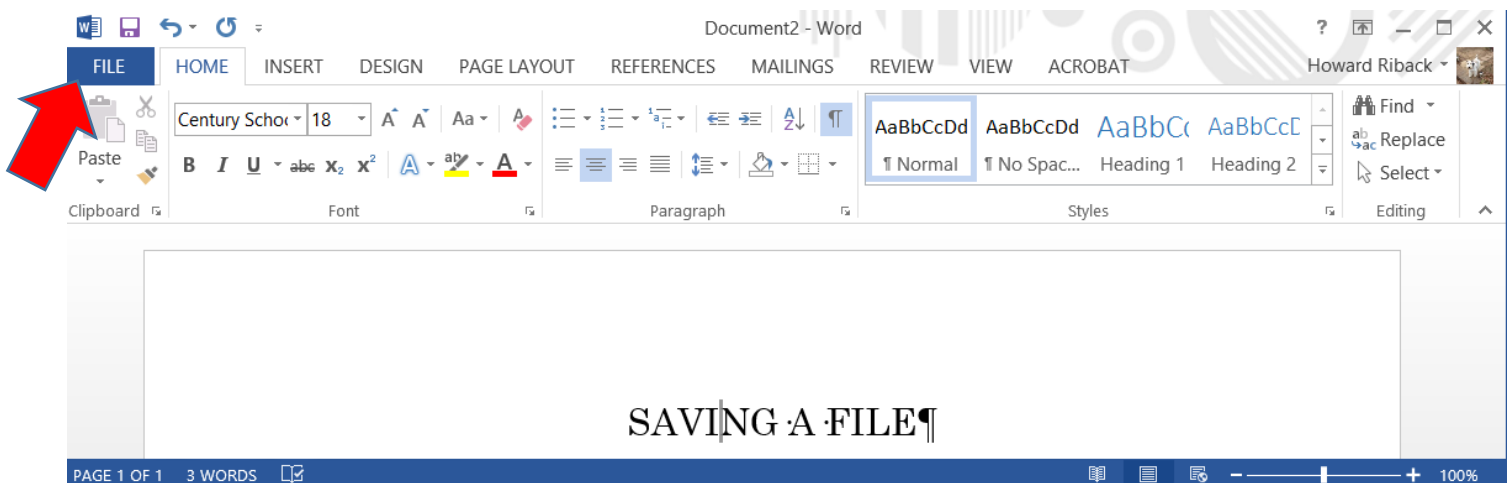 Document2 - Word
FILE HOME INSERT DESIGN PAGE LAYOUT REFERENCES MAILINGS REVIEW VIEW ACROBAT Howard Riback
Century Schoo 18 Aa
AaBbCcDd AaBbCcDd AaBbCc AaBbCcD
Find
Replace
Paste
B I U abc X₂ X² A ab A
¶ Normal ¶ No Spac... Heading 1 Heading 2
Select
Clipboard Font Paragraph Styles Editing
SAVING·A·FILE¶
PAGE 1 OF 1 3 WORDS 100%